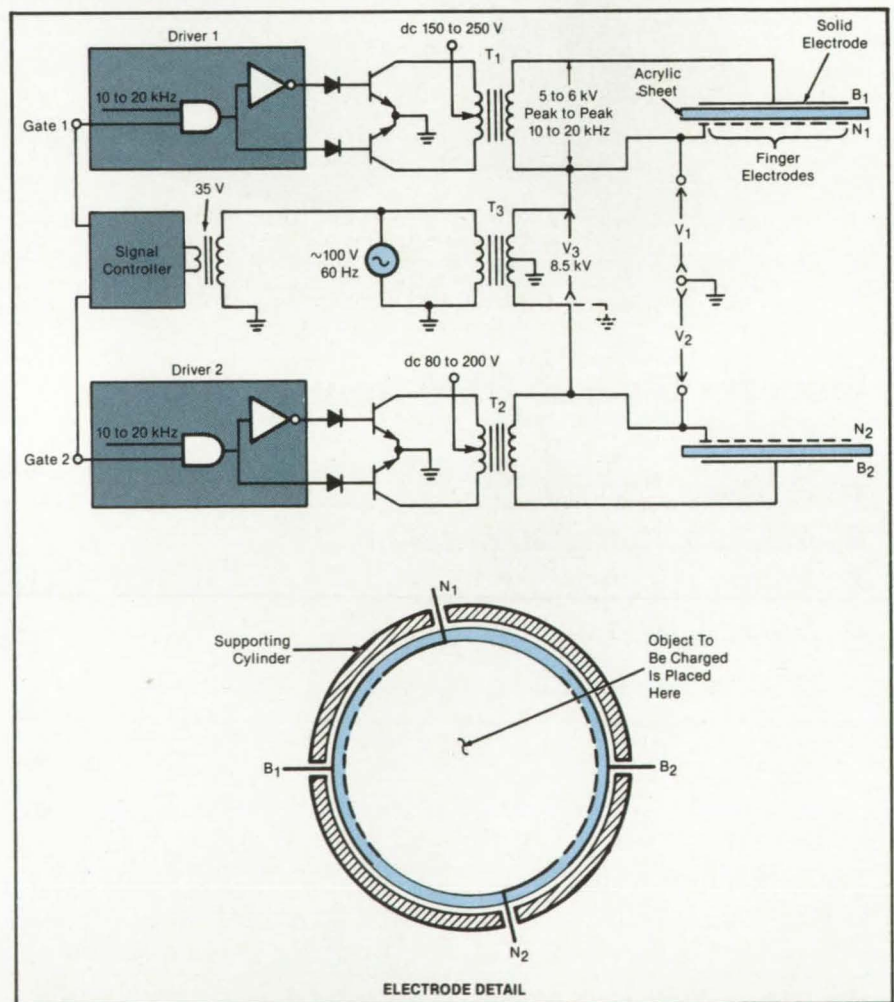 Driver 1
10 to 20 kHz
Gate 1
dc 150 to 250 V
T1
5 to 6 kV
Peak to Peak
10 to 20 kHz
Solid
Electrode
Acrylic
Sheet
B1
N1
Finger
Electrodes
35 V
Signal
Controller
~100 V
60 Hz
T3
V3
8.5 kV
V1
V2
Driver 2
10 to 20 kHz
Gate 2
dc 80 to 200 V
T2
N2
B2
N1
Supporting
Cylinder
Object To
Be Charged
Is Placed
Here
B1
B2
N2
ELECTRODE DETAIL